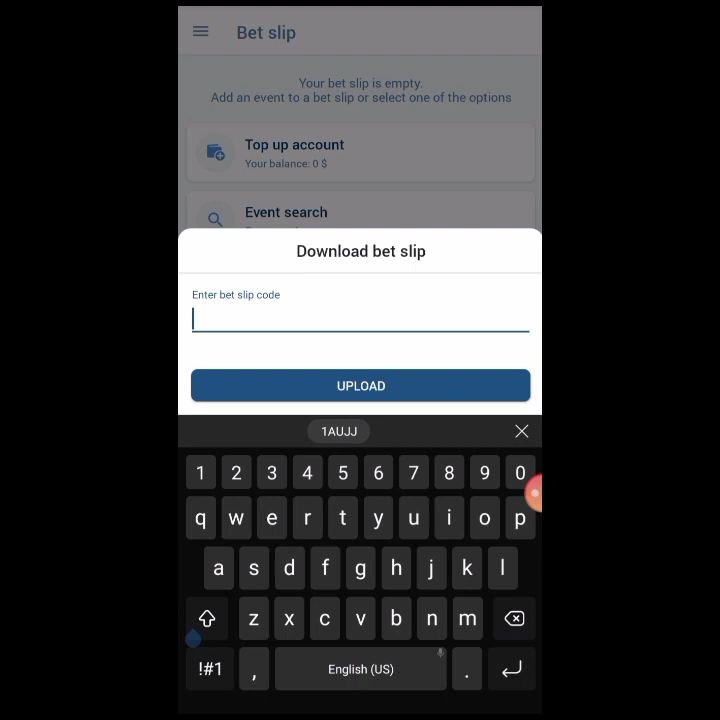 Bet slip
Your bet slip is empty.
Add an event to a bet slip or select one of the options
Top up account
Your balance: 0 $
Event search
Download bet slip
Enter bet slip code
UPLOAD
1AUJJ
1 2 3 4 5 6 7 8 9 0
q w e r t y u i o p
a s d f g h j k l
z x c v b n m
!#1 , English (US) .